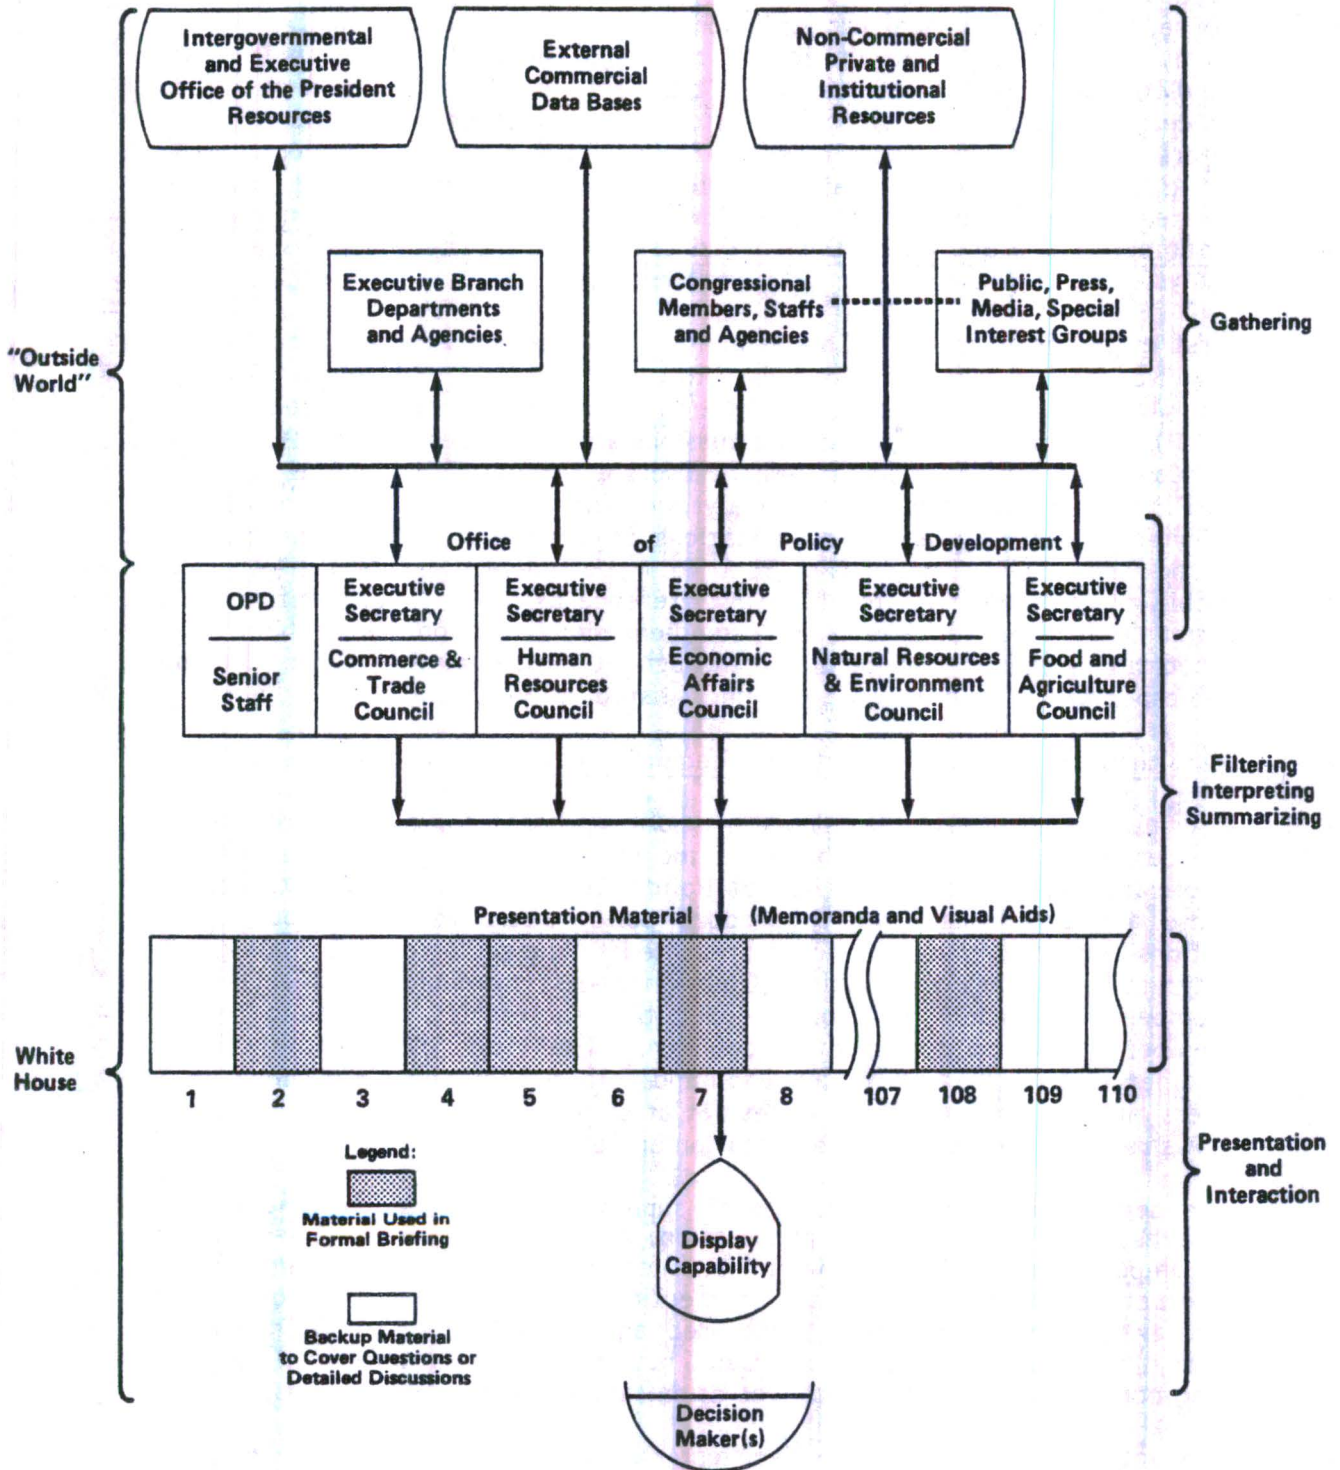 Intergovernmental
and Executive
Office of the President
Resources
External
Commercial
Data Bases
Non-Commercial
Private and
Institutional
Resources
Executive Branch
Departments
and Agencies
Congressional
Members, Staffs
and Agencies
Public, Press,
Media, Special
Interest Groups
Gathering
"Outside
World"
Office of Policy Development
OPD
Senior
Staff
Executive
Secretary
Commerce &
Trade
Council
Executive
Secretary
Human
Resources
Council
Executive
Secretary
Economic
Affairs
Council
Executive
Secretary
Natural Resources
& Environment
Council
Executive
Secretary
Food and
Agriculture
Council
Filtering
Interpreting
Summarizing
Presentation Material (Memoranda and Visual Aids)
White
House
1 2 3 4 5 6 7 8 107 108 109 110
Legend:
Material Used in
Formal Briefing
Backup Material
to Cover Questions or
Detailed Discussions
Presentation
and
Interaction
Display
Capability
Decision
Maker(s)